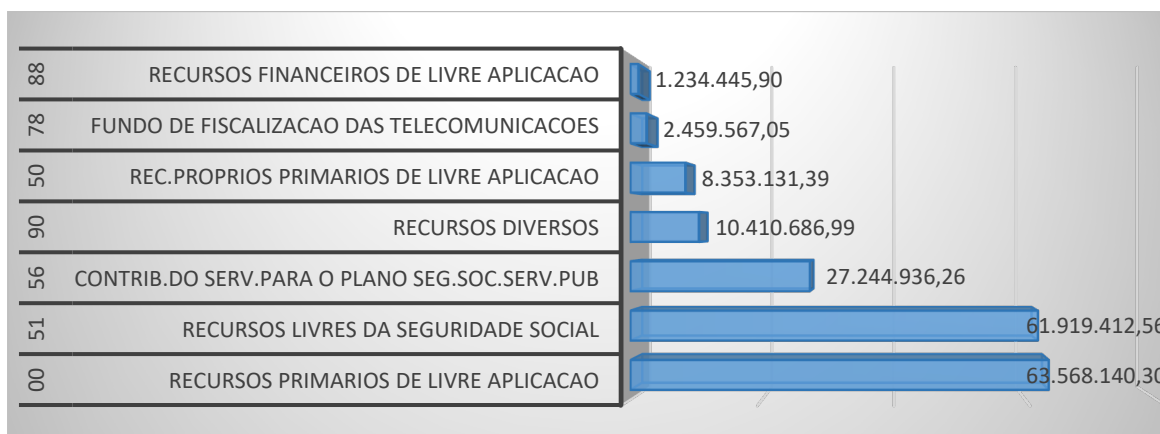 88 RECURSOS FINANCEIROS DE LIVRE APLICACAO 1.234.445,90
78 FUNDO DE FISCALIZACAO DAS TELECOMUNICACOES 2.459.567,05
50 REC.PROPRIOS PRIMARIOS DE LIVRE APLICACAO 8.353.131,39
90 RECURSOS DIVERSOS 10.410.686,99
56 CONTRIB.DO SERV.PARA O PLANO SEG.SOC.SERV.PUB 27.244.936,26
51 RECURSOS LIVRES DA SEGURIDADE SOCIAL 61.919.412,56
00 RECURSOS PRIMARIOS DE LIVRE APLICACAO 63.568.140,30